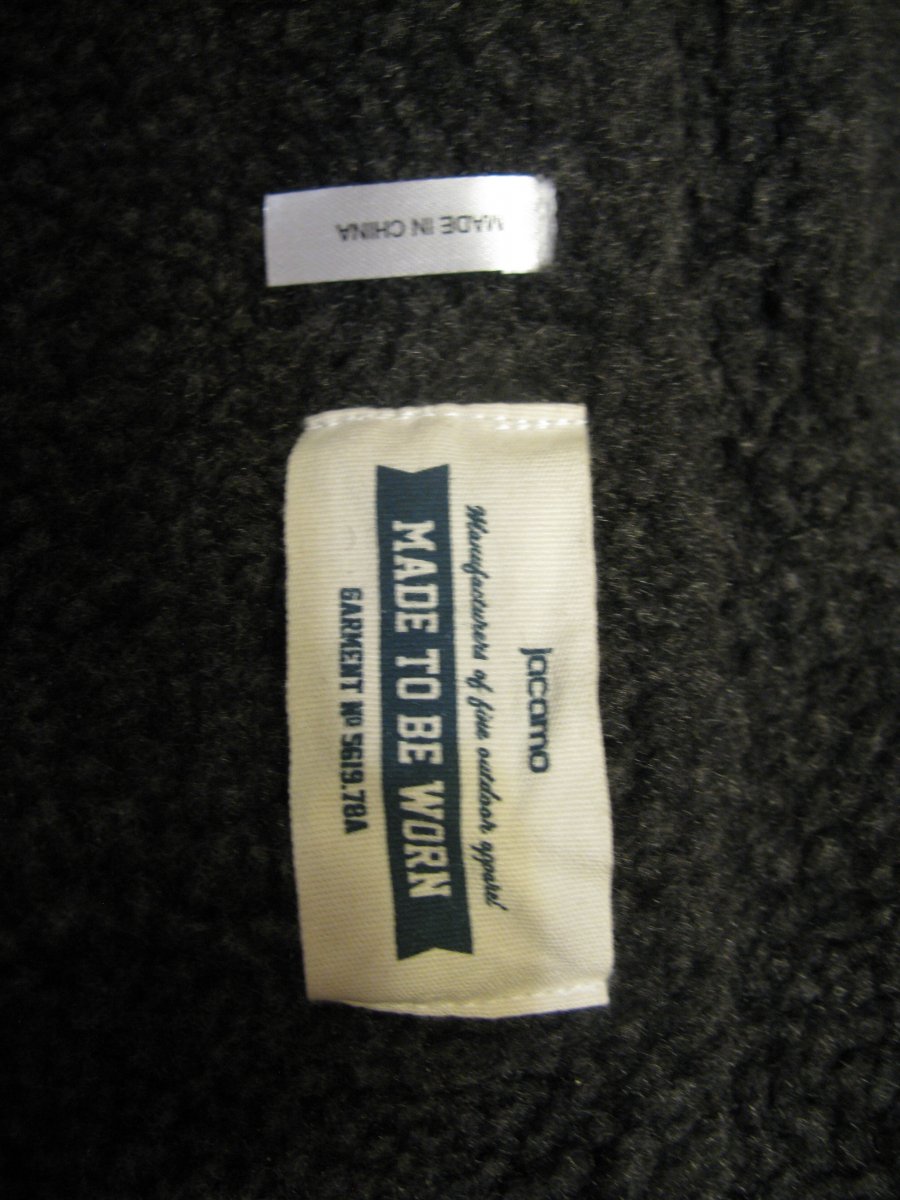 MADE IN CHINA
jacamo
Manufacturers of fine outdoor apparel
MADE TO BE WORN
GARMENT Nº 5619.78A